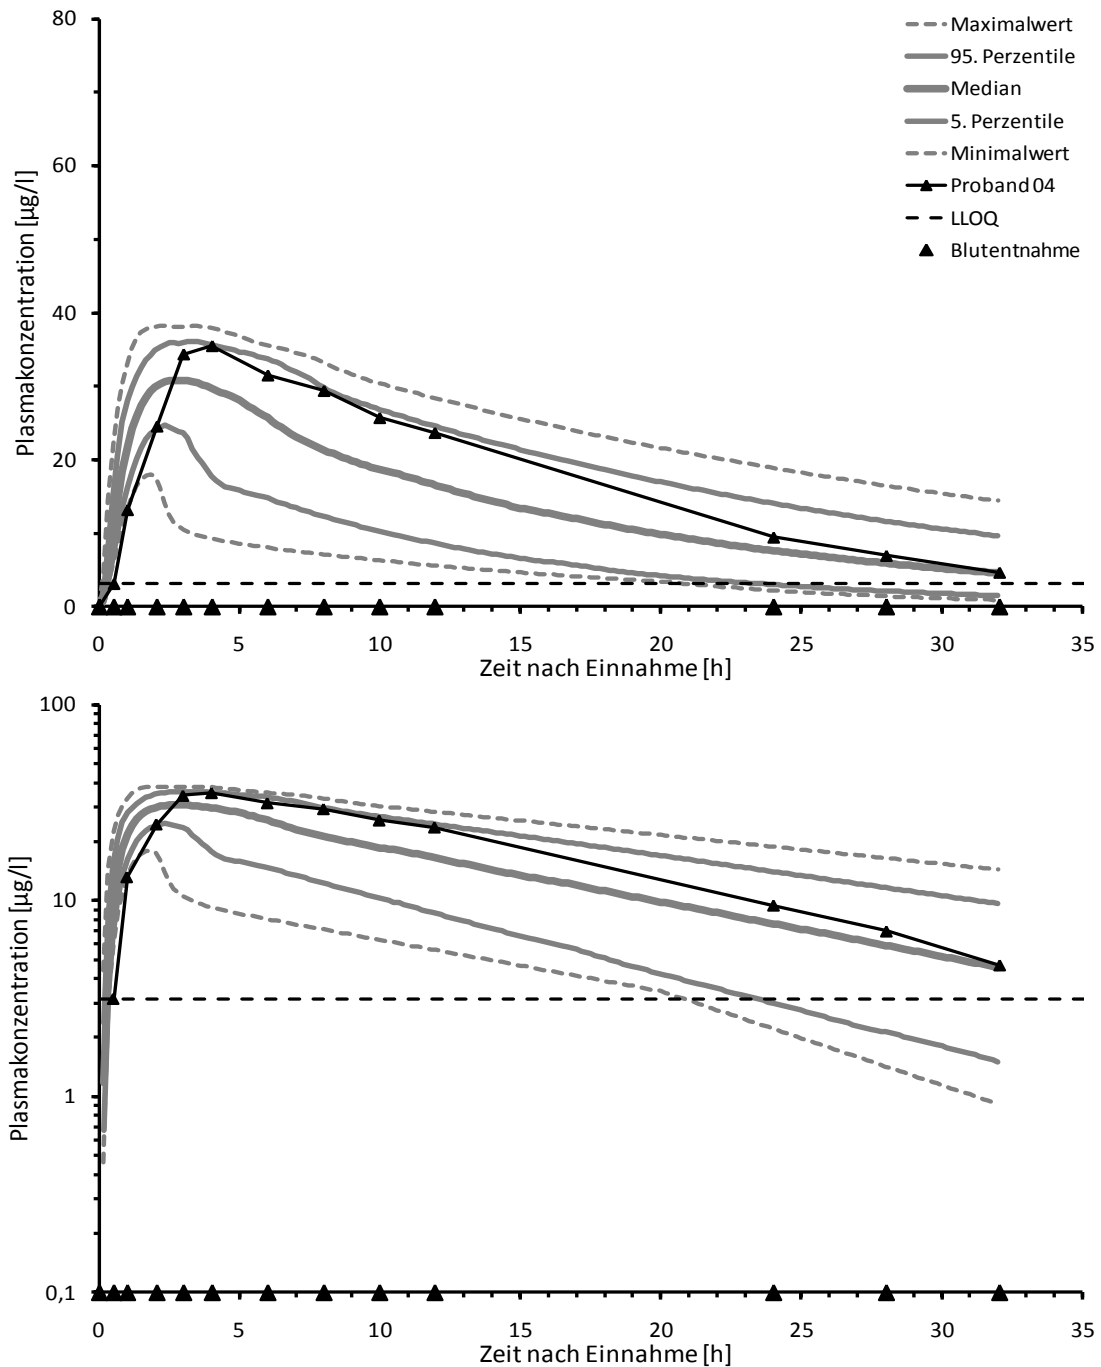 80
60
40
20
0
Plasmakonzentration [µg/l]
Maximalwert
95. Perzentile
Median
5. Perzentile
Minimalwert
Proband 04
LLOQ
Blutentnahme
0 5 10 15 20 25 30 35
Zeit nach Einnahme [h]
100
10
1
0,1
Plasmakonzentration [µg/l]
0 5 10 15 20 25 30 35
Zeit nach Einnahme [h]